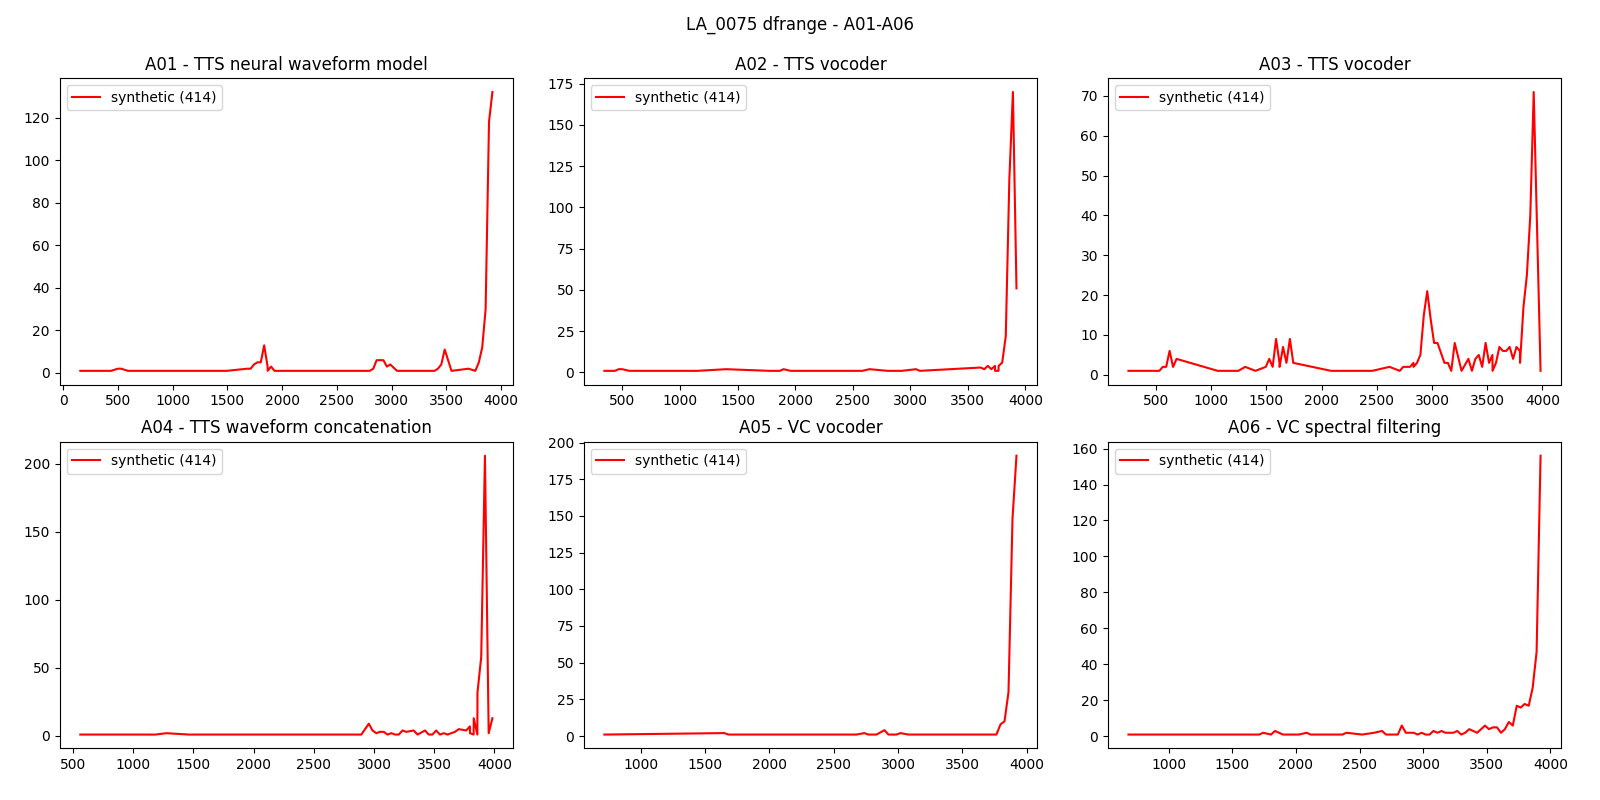 LA_0075 dfrange - A01-A06
A01 - TTS neural waveform model
synthetic (414)
120
100
80
60
40
20
0
0 500 1000 1500 2000 2500 3000 3500 4000
A02 - TTS vocoder
synthetic (414)
175
150
125
100
75
50
25
0
500 1000 1500 2000 2500 3000 3500 4000
A03 - TTS vocoder
synthetic (414)
70
60
50
40
30
20
10
0
500 1000 1500 2000 2500 3000 3500 4000
A04 - TTS waveform concatenation
synthetic (414)
200
150
100
50
0
500 1000 1500 2000 2500 3000 3500 4000
A05 - VC vocoder
synthetic (414)
200
175
150
125
100
75
50
25
0
1000 1500 2000 2500 3000 3500 4000
A06 - VC spectral filtering
synthetic (414)
160
140
120
100
80
60
40
20
0
1000 1500 2000 2500 3000 3500 4000